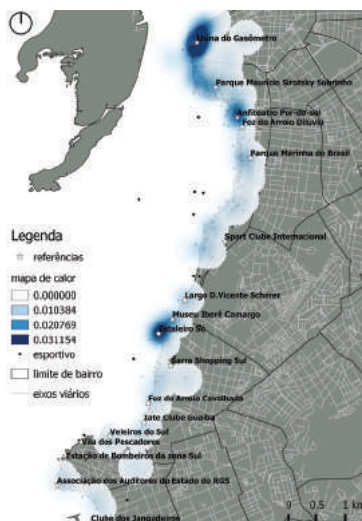 Usina do Gasômetro
Parque Maurício Sirotsky Sobrinho
Anfiteatro Por-do-sol
Foz do Arroio Diluvio
Parque Marinha do Brasil
Sport Clube Internacional
Legenda
referências
mapa de calor
0.000000
0.010384
0.020769
0.031154
esportivo
limite de bairro
eixos viários
Largo D.Vicente Scherer
Museu Iberê Camargo
Estaleiro Só
Barra Shopping Sul
Foz do Arroio Cavalhada
Iate Clube Guaíba
Veleiros do Sul
Vila dos Pescadores
Estação de Bombeiros da zona Sul
Associação dos Auditores do Estado do RGS
Clube dos Jangadeiros
0 0.5 1 km